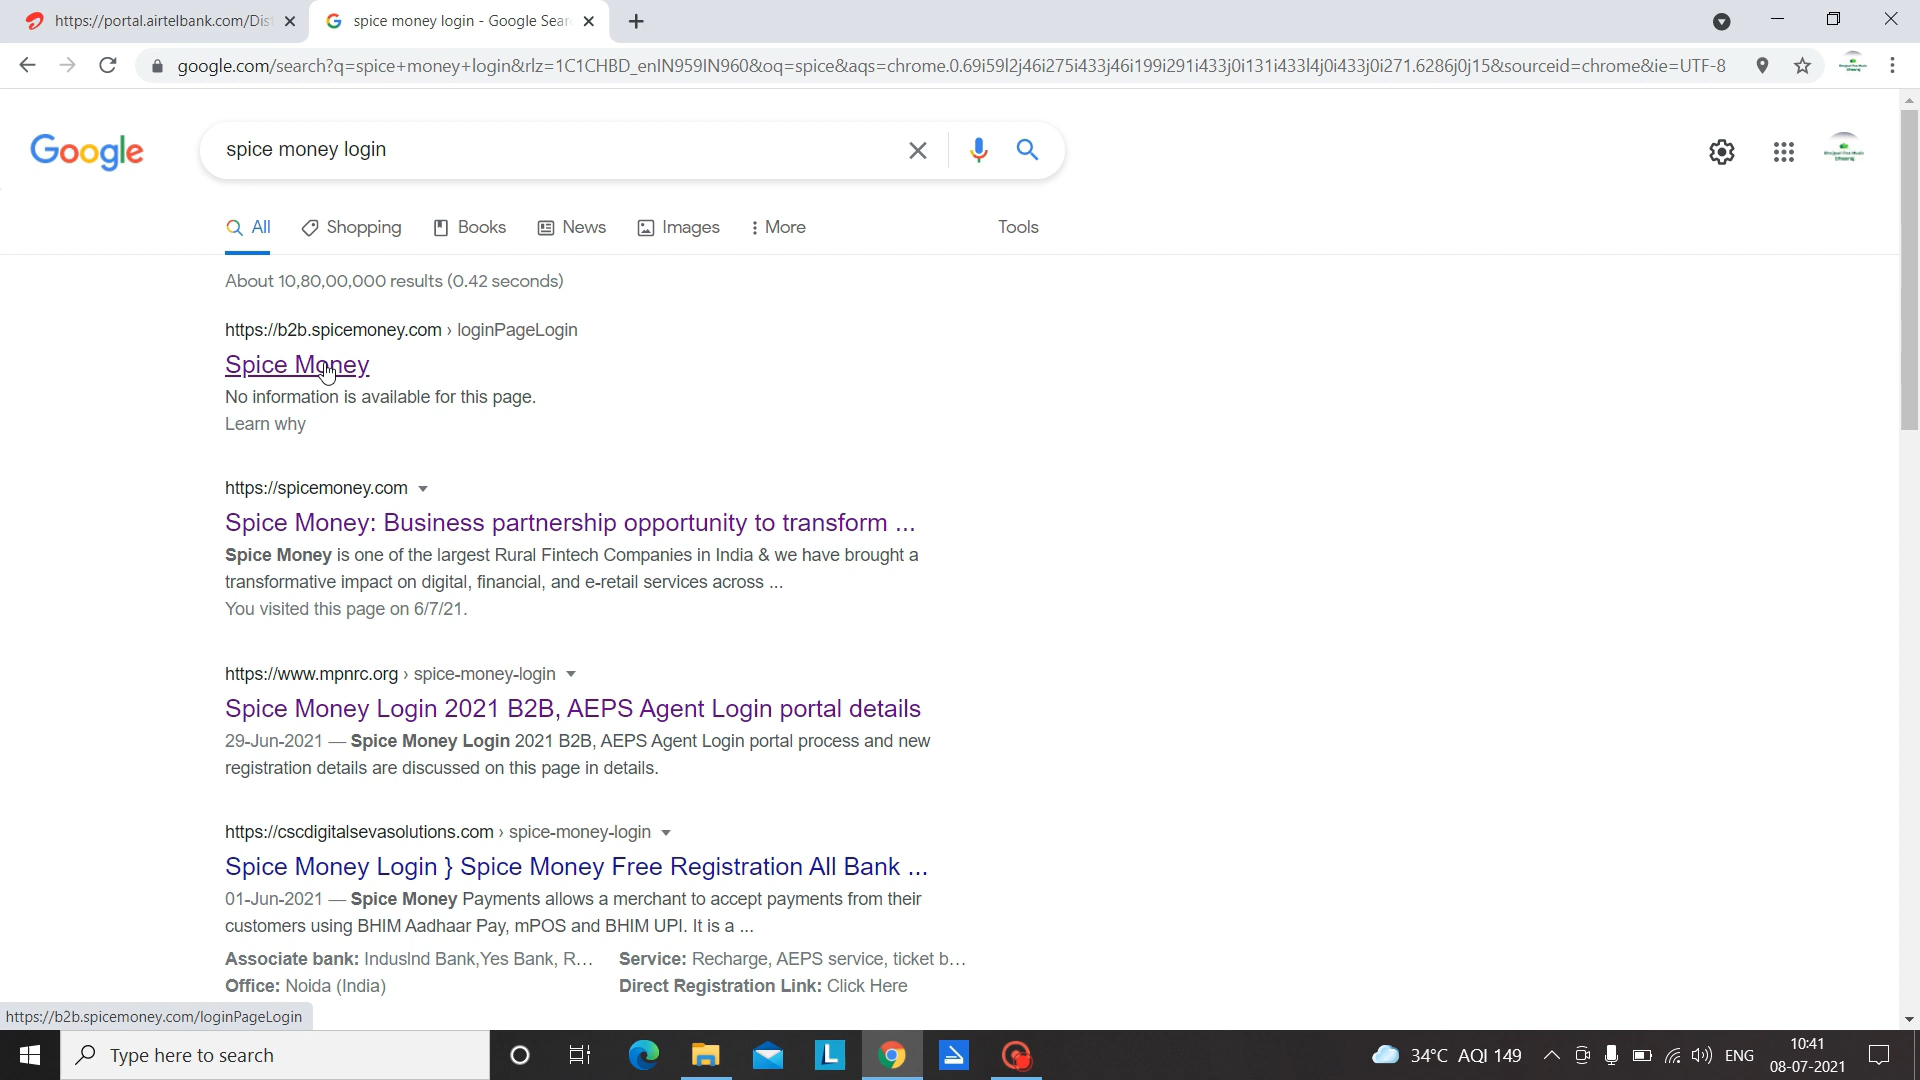 https://portal.airtelbank.com/Dis
spice money login - Google Sear
google.com/search?q=spice+money+login&rlz=1C1CHBD_enIN959IN960&oq=spice&aqs=chrome.0.69i59l2j46i275i433j46i199i291i433j0i131i433l4j0i433j0i271.6286j0j15&sourceid=chrome&ie=UTF-8
Google
spice money login
All Shopping Books News Images More Tools
About 10,80,00,000 results (0.42 seconds)
https://b2b.spicemoney.com › loginPageLogin
Spice Money
No information is available for this page.
Learn why
https://spicemoney.com
Spice Money: Business partnership opportunity to transform ...
Spice Money is one of the largest Rural Fintech Companies in India & we have brought a
transformative impact on digital, financial, and e-retail services across ...
You visited this page on 6/7/21.
https://www.mpnrc.org › spice-money-login
Spice Money Login 2021 B2B, AEPS Agent Login portal details
29-Jun-2021 — Spice Money Login 2021 B2B, AEPS Agent Login portal process and new
registration details are discussed on this page in details.
https://cscdigitalsevasolutions.com › spice-money-login
Spice Money Login } Spice Money Free Registration All Bank ...
01-Jun-2021 — Spice Money Payments allows a merchant to accept payments from their
customers using BHIM Aadhaar Pay, mPOS and BHIM UPI. It is a ...
Associate bank: IndusInd Bank,Yes Bank, R... Service: Recharge, AEPS service, ticket b...
Office: Noida (India) Direct Registration Link: Click Here
https://b2b.spicemoney.com/loginPageLogin
Type here to search
L
34°C AQI 149
ENG
10:41
08-07-2021